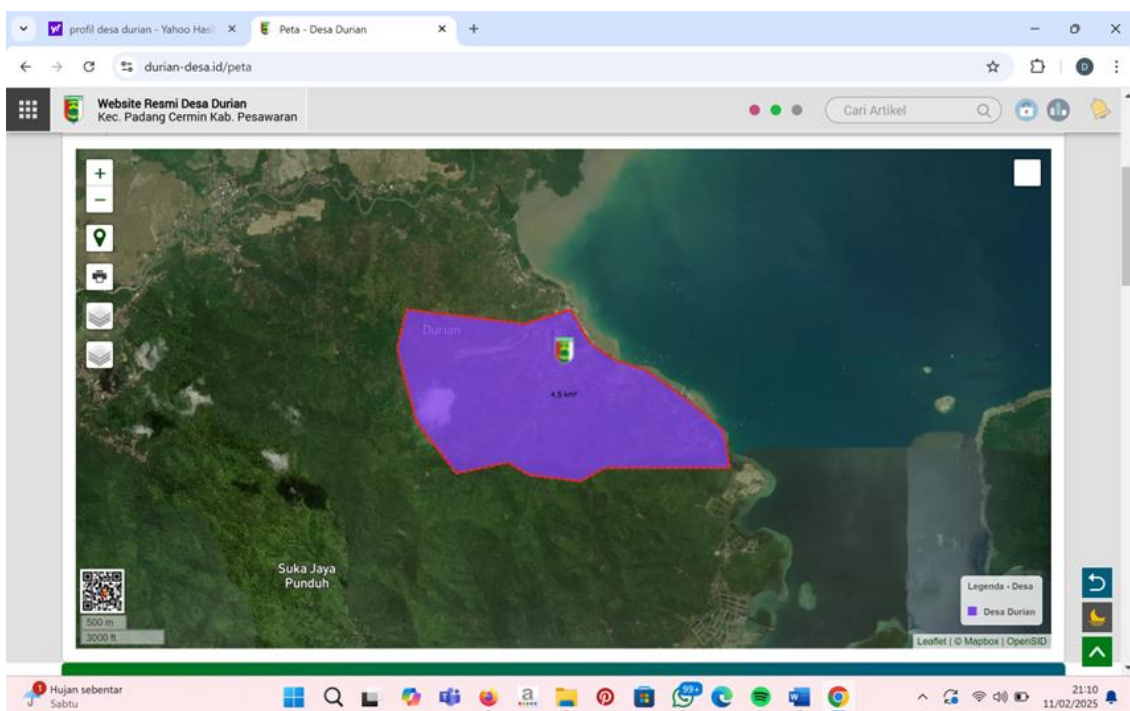 profil desa durian - Yahoo Hasi
Peta - Desa Durian
durian-desa.id/peta
D
Website Resmi Desa Durian
Kec. Padang Cermin Kab. Pesawaran
Cari Artikel
+
−
Durian
4,5 km²
Suka Jaya
Punduh
500 m
3000 ft
Legenda - Desa
Desa Durian
Leaflet | © Mapbox | OpenSID
1
Hujan sebentar
Sabtu
a
99+
21:10
11/02/2025